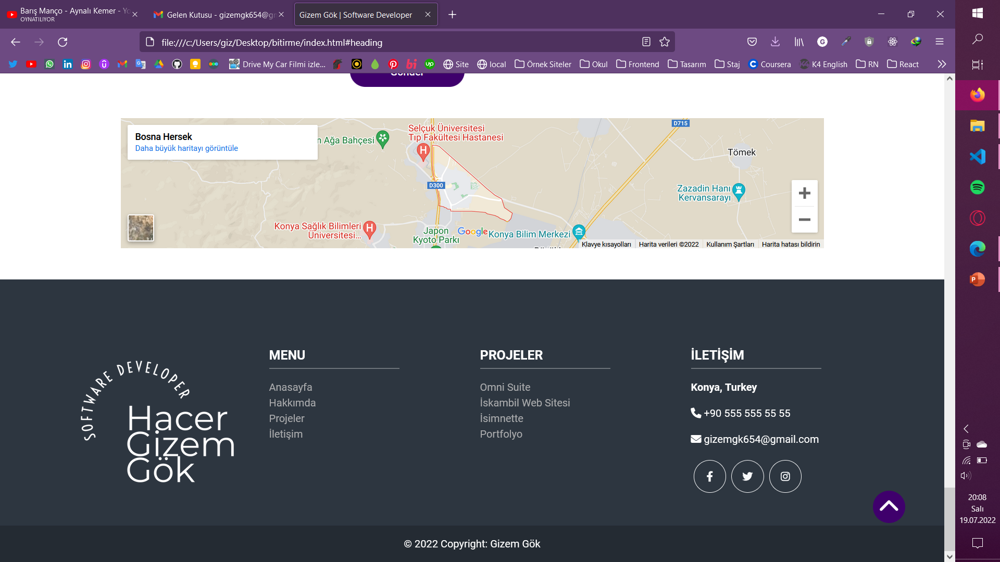 Barış Manço - Aynalı Kemer - Yo
OYNATILIYOR
Gelen Kutusu - gizemgk654@gm
Gizem Gök | Software Developer
file:///c:/Users/giz/Desktop/bitirme/index.html#heading
Drive My Car Filmi izle...
Site
local
Örnek Siteler
Okul
Frontend
Tasarım
Staj
Coursera
K4 English
RN
React
Gönder
Bosna Hersek
Daha büyük haritayı görüntüle
n Ağa Bahçesi
Selçuk Üniversitesi
Tıp Fakültesi Hastanesi
D715
Tömek
D300
Zazadin Hanı
Kervansarayı
Konya Sağlık Bilimleri
Üniversitesi...
Japon
Kyoto Parkı
Google
Konya Bilim Merkezi
Klavye kısayolları
Harita verileri ©2022
Kullanım Şartları
Harita hatası bildirin
SOFTWARE DEVELOPER
Hacer
Gizem
Gök
MENU
Anasayfa
Hakkımda
Projeler
İletişim
PROJELER
Omni Suite
İskambil Web Sitesi
İsimnette
Portfolyo
İLETİŞİM
Konya, Turkey
+90 555 555 55 55
gizemgk654@gmail.com
© 2022 Copyright: Gizem Gök
20:08
Salı
19.07.2022